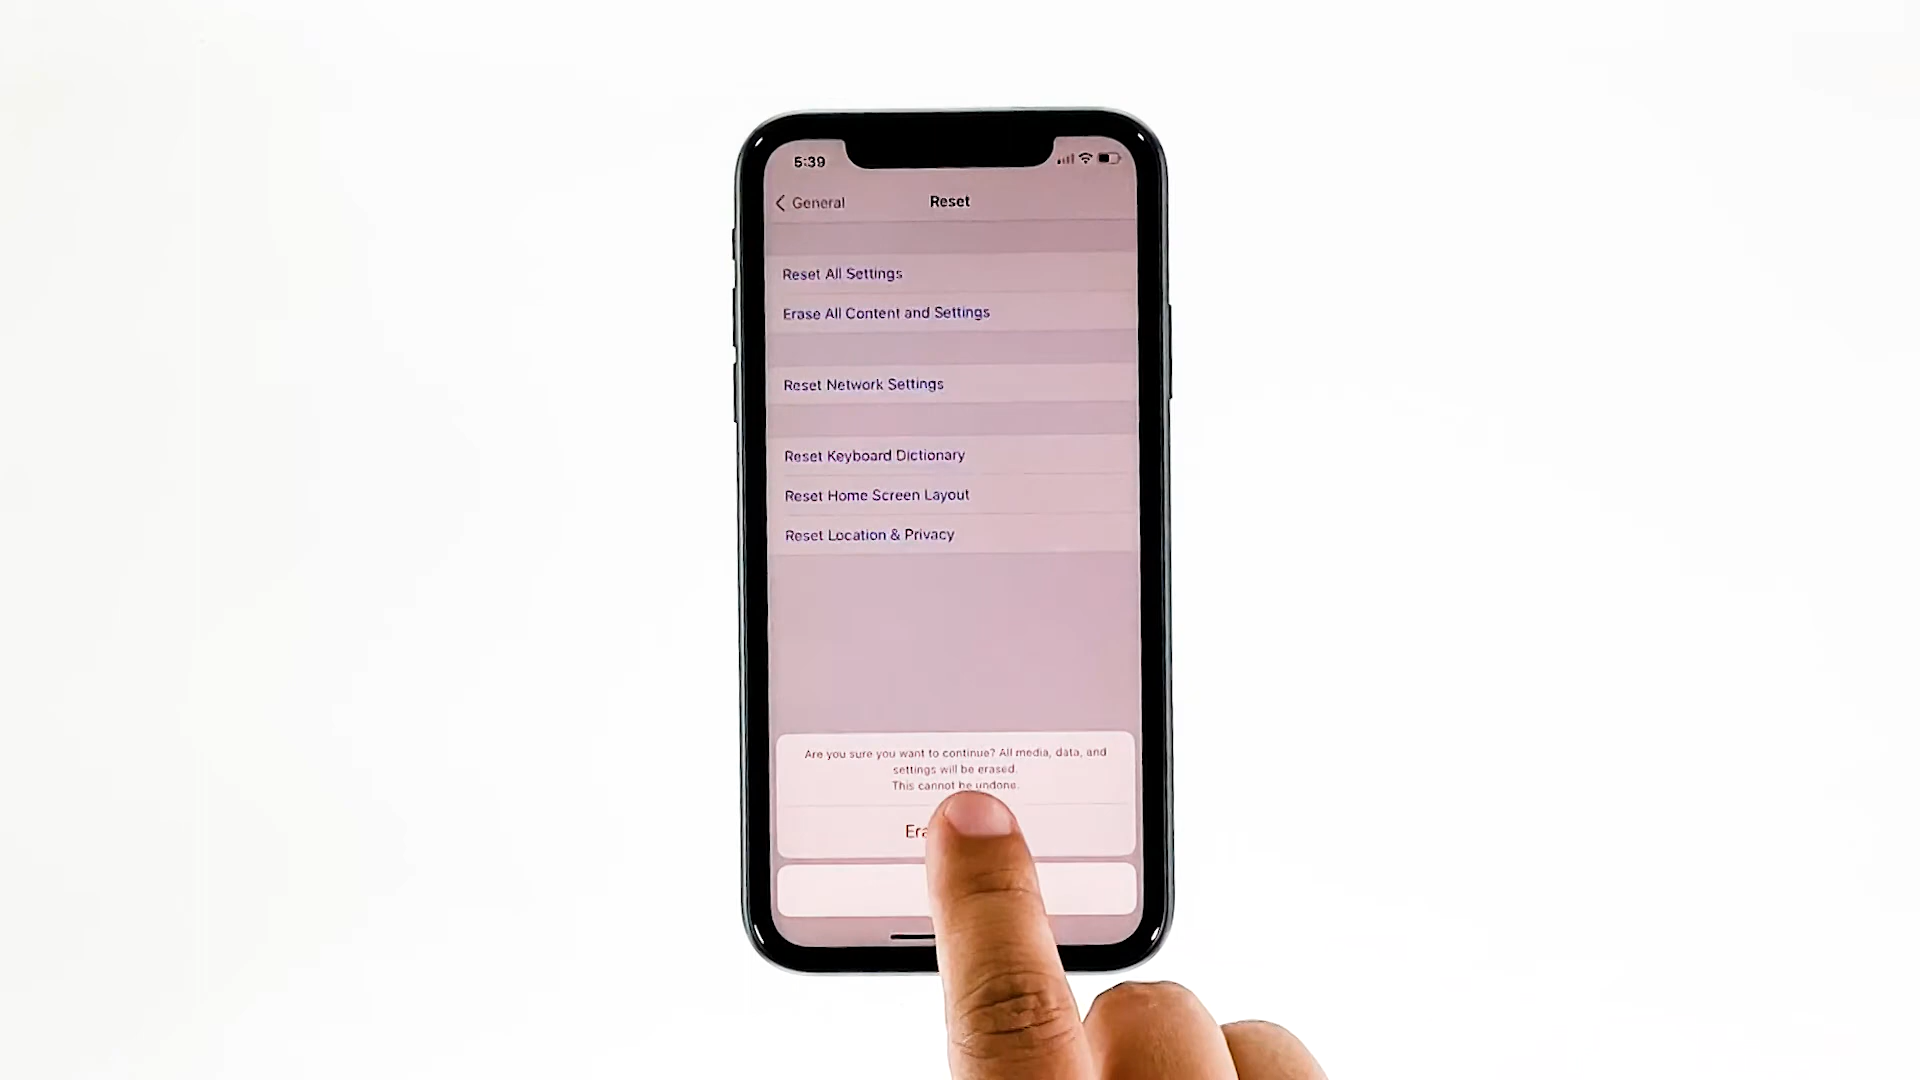 5:39
General
Reset
Reset All Settings
Erase All Content and Settings
Reset Network Settings
Reset Keyboard Dictionary
Reset Home Screen Layout
Reset Location & Privacy
Are you sure you want to continue? All media, data, and
settings will be erased.
This cannot be undone.